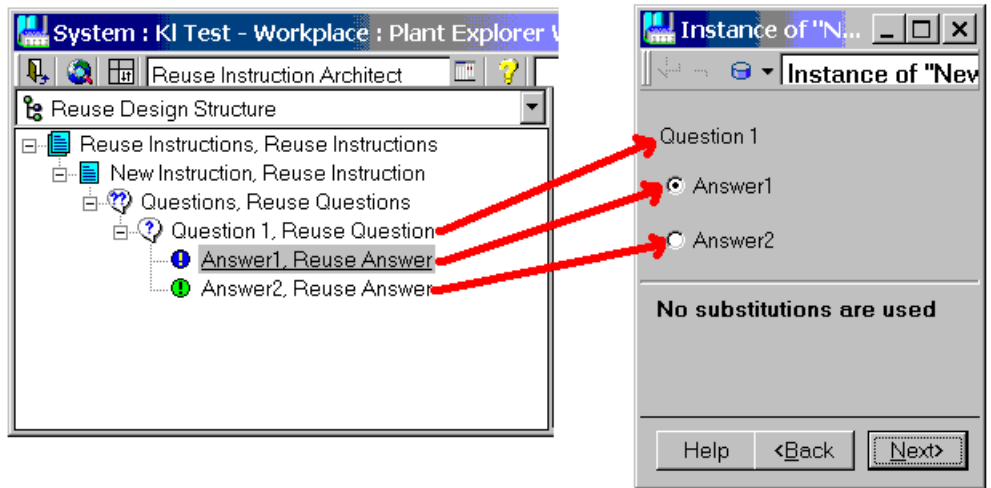 System : Kl Test - Workplace : Plant Explorer
Reuse Instruction Architect
Reuse Design Structure
Reuse Instructions, Reuse Instructions
New Instruction, Reuse Instruction
Questions, Reuse Questions
Question 1, Reuse Question
Answer1, Reuse Answer
Answer2, Reuse Answer
Instance of "N...
Instance of "New
Question 1
Answer1
Answer2
No substitutions are used
Help
<Back
Next>